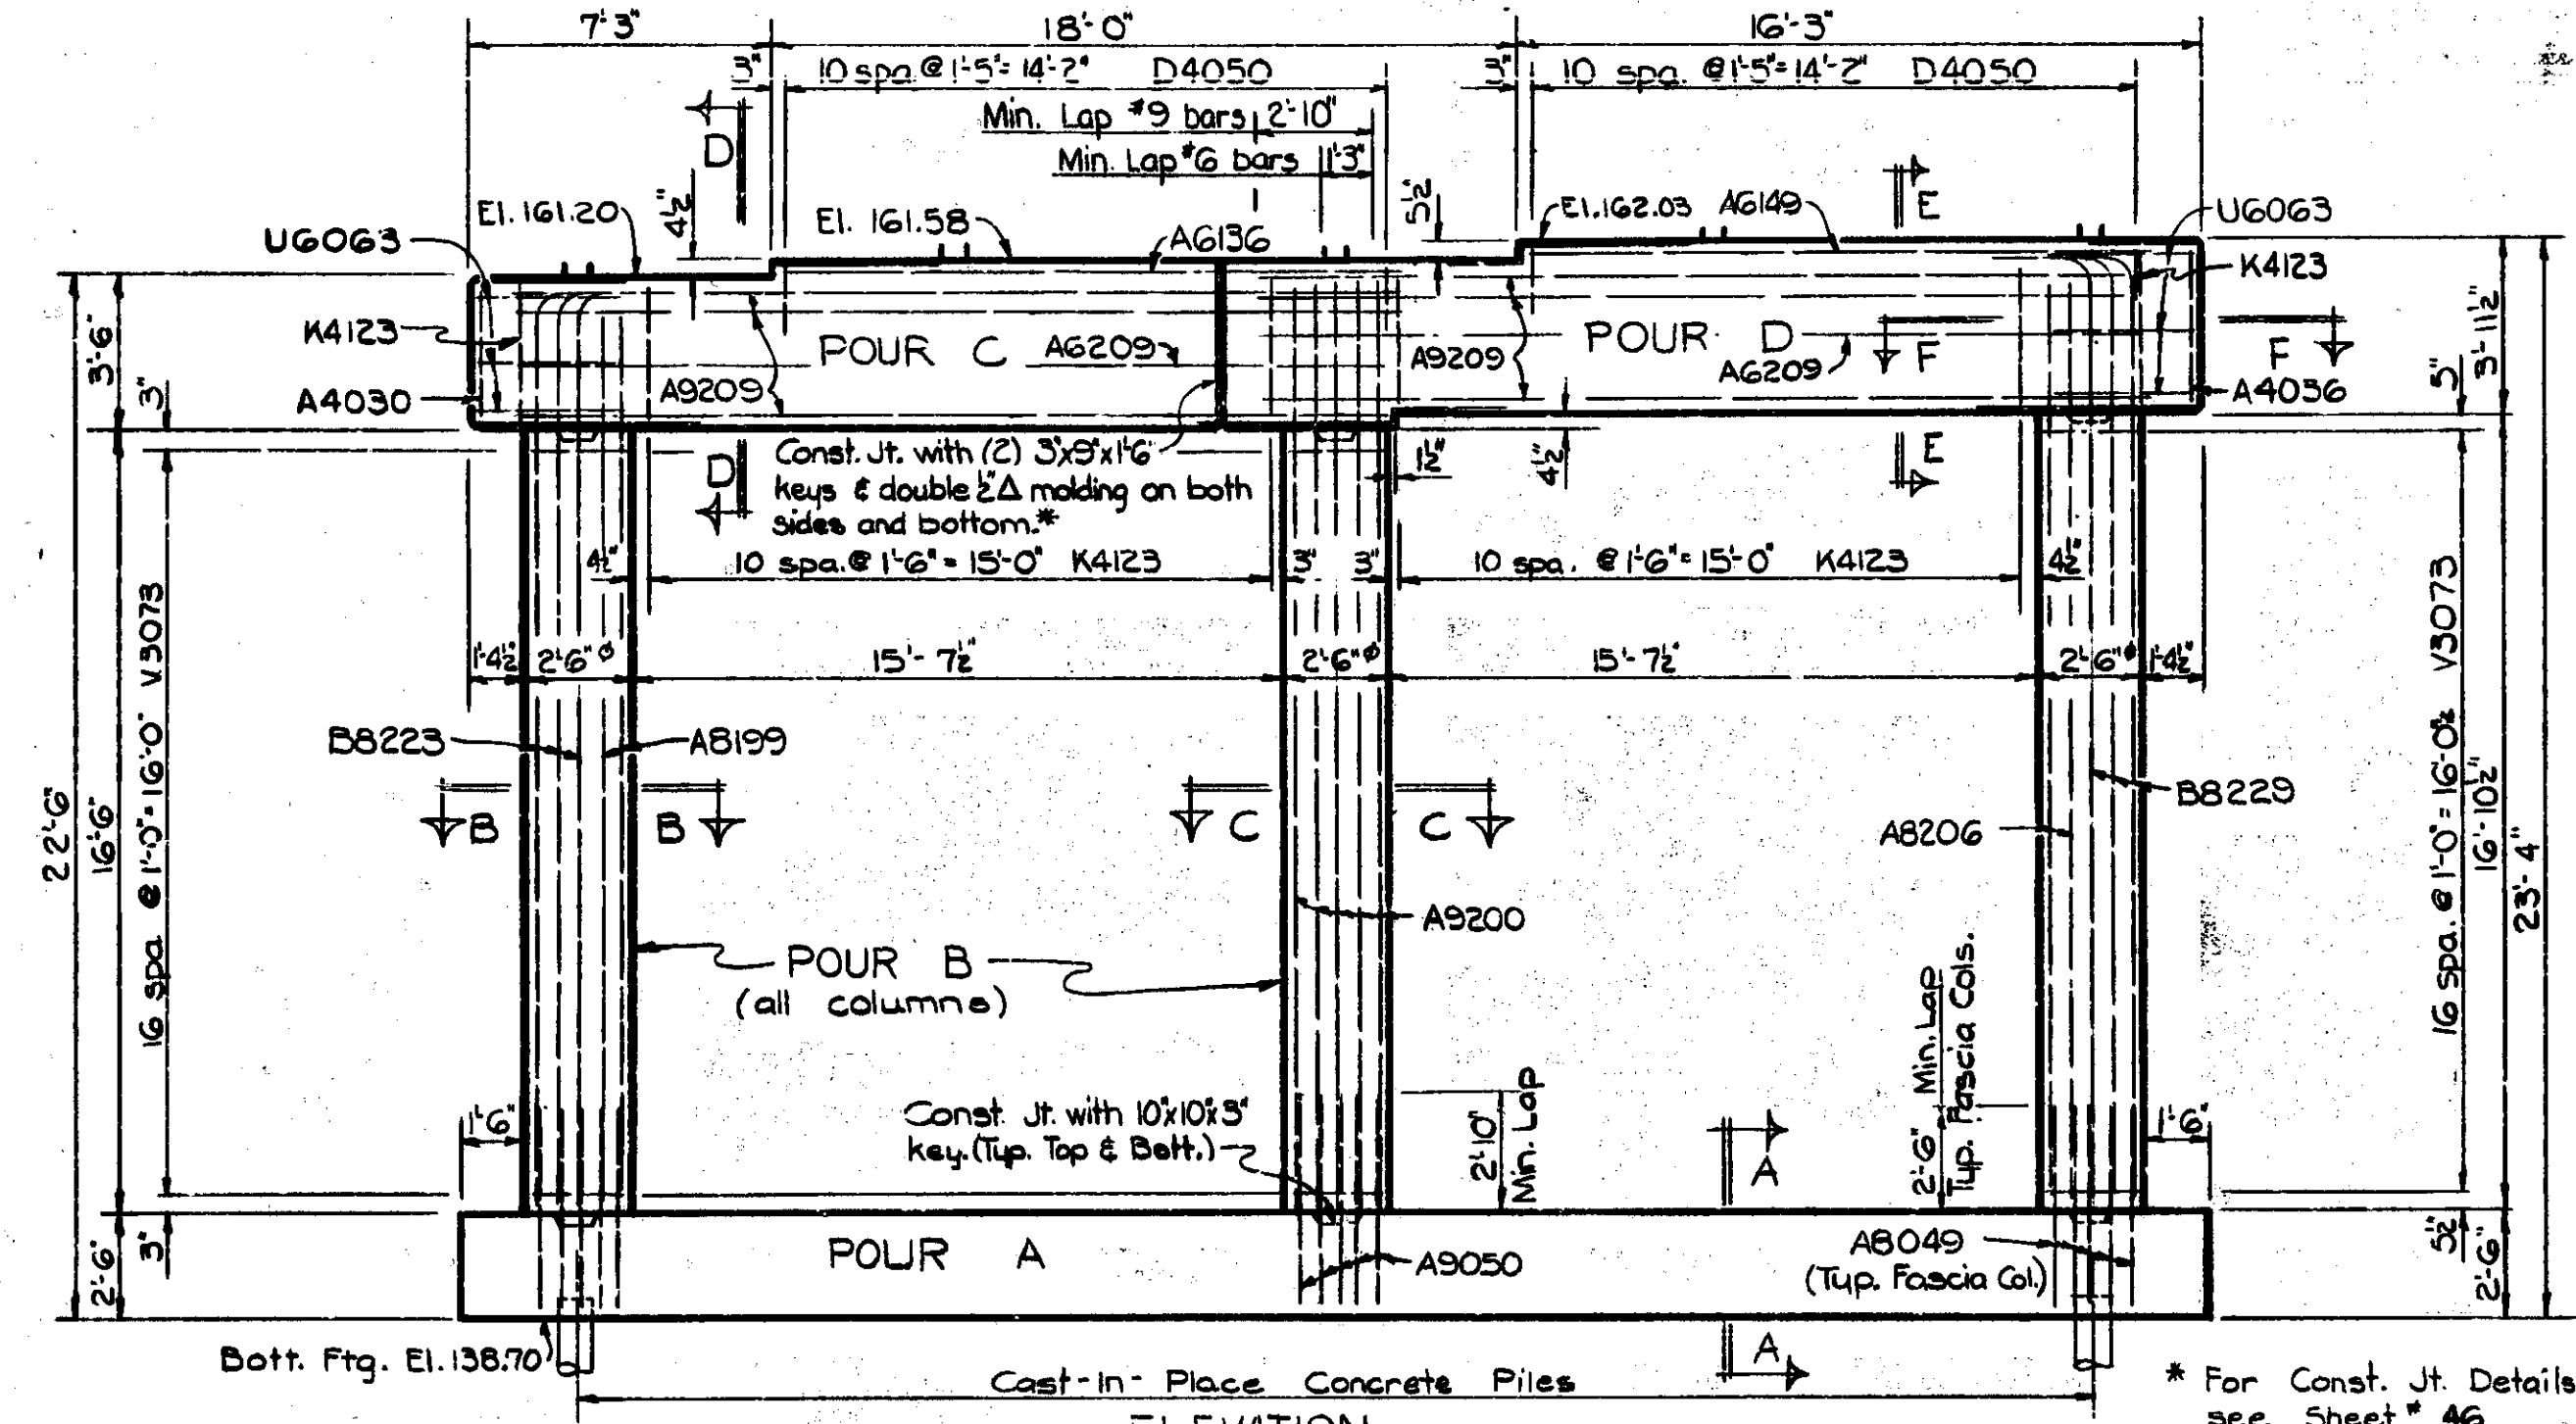 7'-3" 18'-0" 16'-3"
3" 10 spa. @ 1'-5" = 14'-2" D4050 3" 10 spa. @ 1'-5" = 14'-2" D4050
Min. Lap #9 bars 2'-10"
Min. Lap #6 bars 1'-3"
D E
El. 161.20 4½" El. 161.58 A6136 5½" El. 162.03 A6149 U6063
U6063 K4123
K4123 POUR C A6209 A9209 POUR D A6209 F F
A4030 A9209 A4036
3'-6" 3" 5" 3'-11½"
D Const. Jt. with (2) 3"x9"x1'-6"
keys & double ½"Δ molding on both
sides and bottom.*
1½" 4½" E
4½" 10 spa. @ 1'-6" = 15'-0" K4123 3" 3" 10 spa. @ 1'-6" = 15'-0" K4123 4½"
1'-4½" 2'-6"ø 15'-7½" 2'-6"ø 15'-7½" 2'-6"ø 1'-4½"
B8223 A8199
B B C C B8229
A8206
22'-6" 16'-6" 16 spa @ 1'-0" = 16'-0" V3073
16 spa. @ 1'-0" = 16'-0" V3073 16'-10½" 23'-4"
A9200
POUR B
(all columns)
1'-6" Const. Jt. with 10"x10"x3"
key. (Typ. Top & Bott.)
2'-10" Min. Lap
2'-6" Min. Lap
Typ. Fascia Cols.
1'-6"
A
2'-6" 3" POUR A A9050 A8049
(Typ. Fascia Col.)
5½" 2'-6"
Bott. Ftg. El. 138.70 A
Cast-In-Place Concrete Piles
ELEVATION
* For Const. Jt. Details
see Sheet # 46